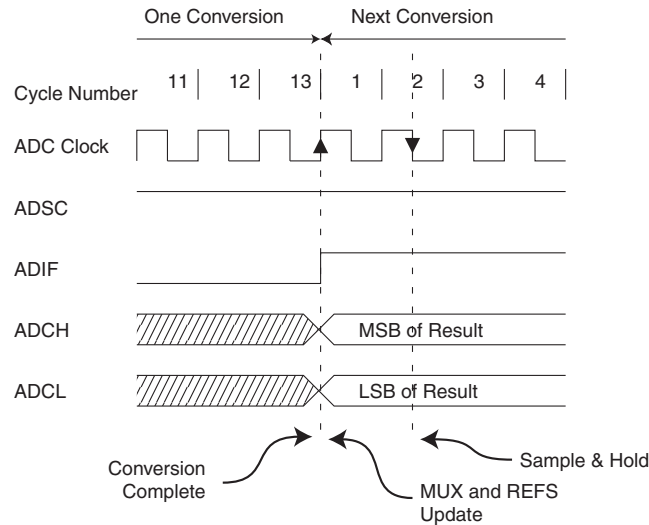 One Conversion
Next Conversion
Cycle Number
11
12
13
1
2
3
4
ADC Clock
ADSC
ADIF
ADCH
MSB of Result
ADCL
LSB of Result
Conversion
Complete
MUX and REFS
Update
Sample & Hold